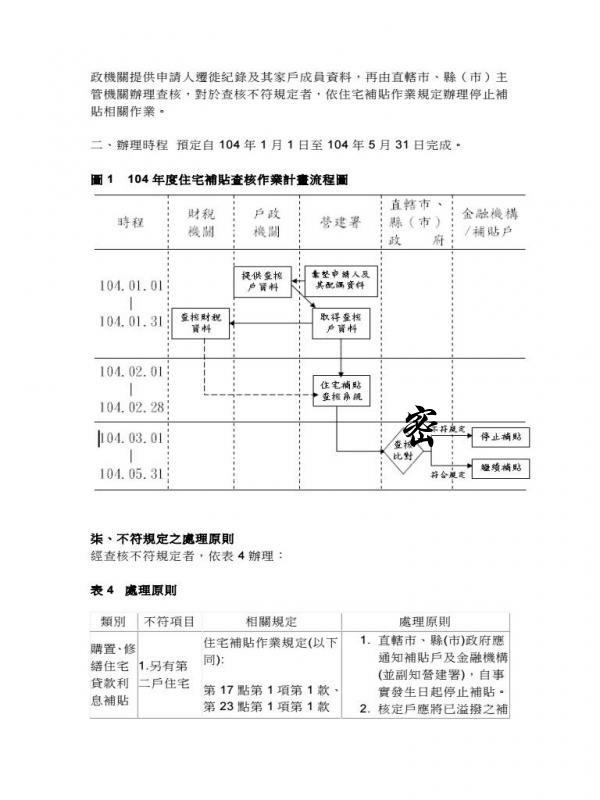 政機關提供申請人遷徙紀錄及其家戶成員資料，再由直轄市、縣（市）主
管機關辦理查核，對於查核不符規定者，依住宅補貼作業規定辦理停止補
貼相關作業。
二、辦理時程 預定自 104 年 1 月 1 日至 104 年 5 月 31 日完成。
圖 1 104 年度住宅補貼查核作業計畫流程圖
時程
財稅
機關
戶政
機關
營建署
直轄市、
縣（市）
政 府
金融機構
/補貼戶
104.01.01
|
104.01.31
提供查核
戶資料
彙整申請人及
其配偶資料
查核財稅
資料
取得查核
戶資料
104.02.01
|
104.02.28
住宅補貼
查核系統
密
104.03.01
|
104.05.31
查核
比對
不符規定
停止補貼
符合規定
繼續補貼
柒、不符規定之處理原則
經查核不符規定者，依表 4 辦理：
表 4 處理原則
類別 不符項目 相關規定 處理原則
購置、修
繕住宅
貸款利
息補貼
1.另有第
二戶住宅
住宅補貼作業規定(以下
同):
第 17 點第 1 項第 1 款、
第 23 點第 1 項第 1 款
1. 直轄市、縣(市)政府應
通知補貼戶及金融機構
(並副知營建署)，自事
實發生日起停止補貼。
2. 核定戶應將已溢撥之補